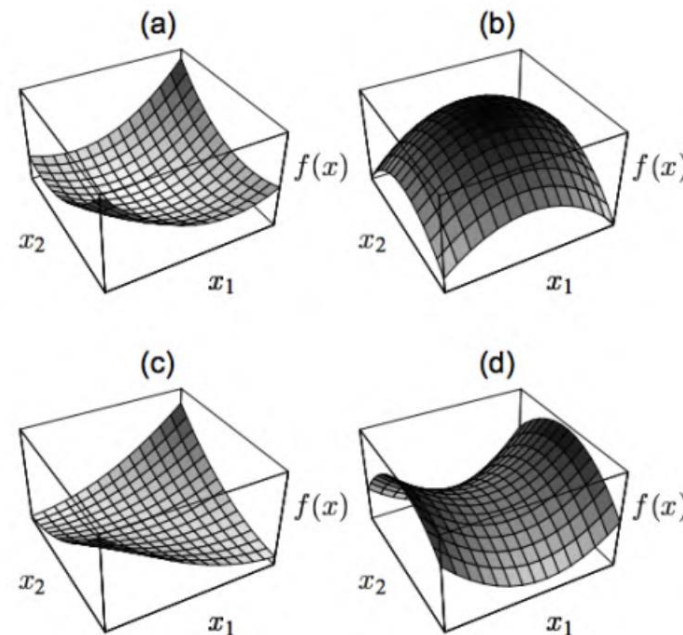 (a)
(b)
f(x)
f(x)
x₂
x₁
x₂
x₁
(c)
(d)
f(x)
f(x)
x₂
x₁
x₂
x₁